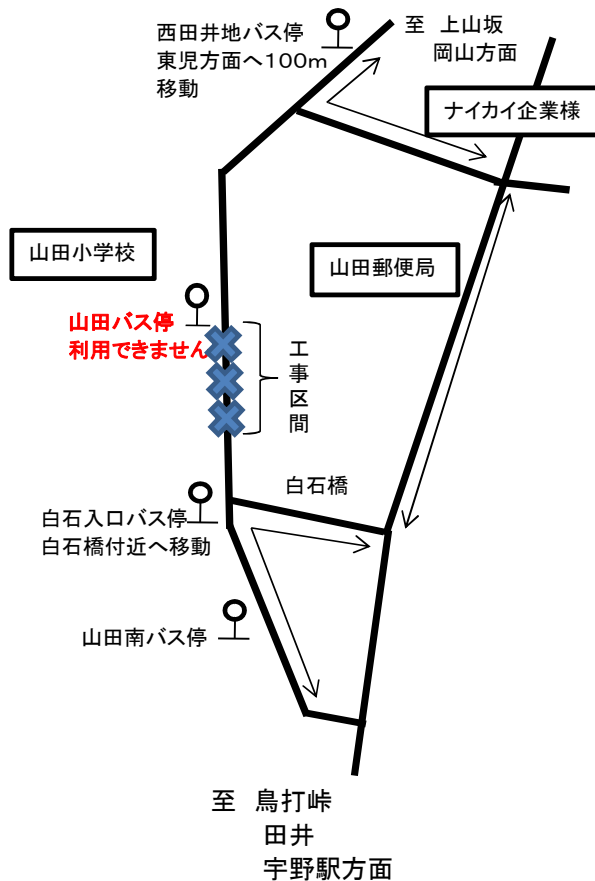 西田井地バス停
東児方面へ100m
移動
至 上山坂
岡山方面
ナイカイ企業様
山田小学校
山田郵便局
山田バス停
利用できません
工事区間
白石橋
白石入口バス停
白石橋付近へ移動
山田南バス停
至 鳥打峠
田井
宇野駅方面